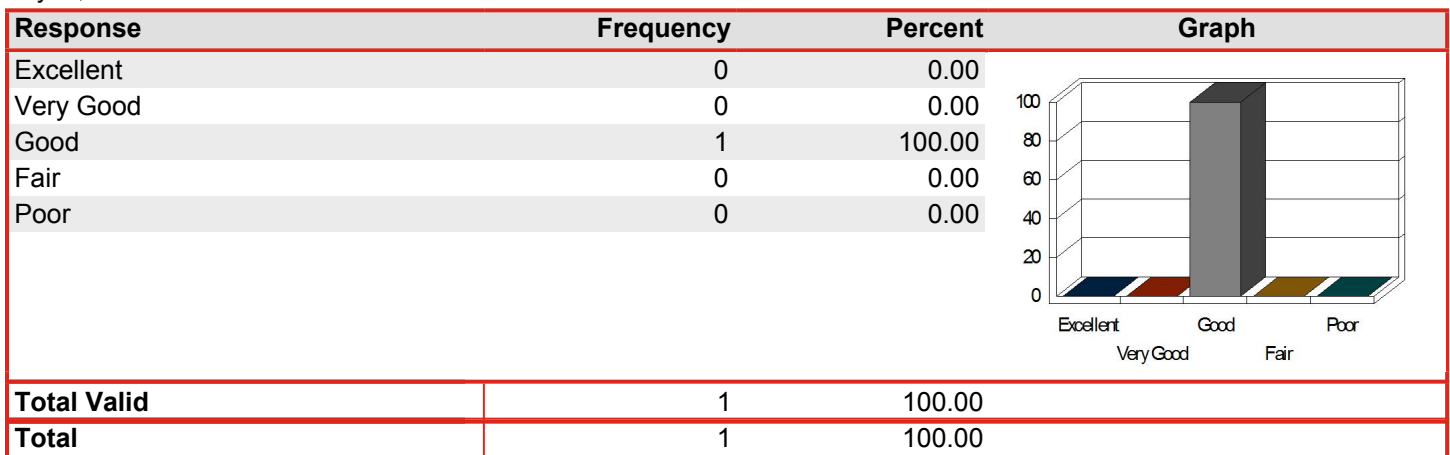 Response Frequency Percent Graph
Excellent 0 0.00
Very Good 0 0.00
Good 1 100.00
Fair 0 0.00
Poor 0 0.00
100
80
60
40
20
0
Excellent Good Poor
Very Good Fair
Total Valid 1 100.00
Total 1 100.00